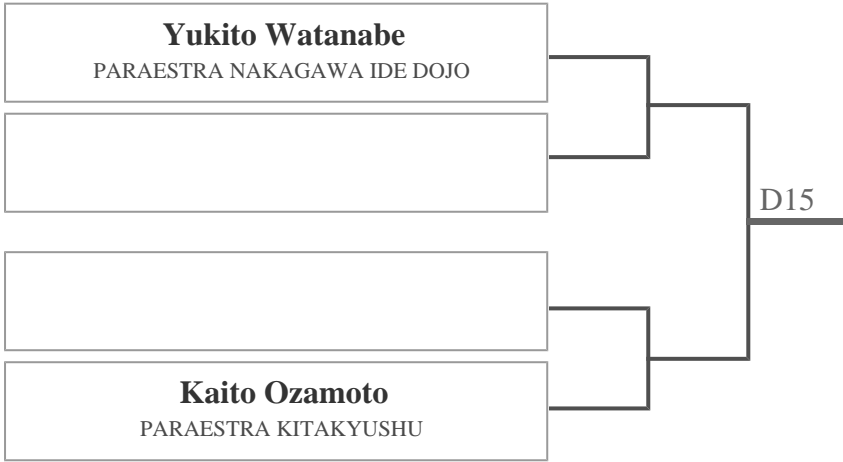 Yukito Watanabe
PARAESTRA NAKAGAWA IDE DOJO
D15
Kaito Ozamoto
PARAESTRA KITAKYUSHU